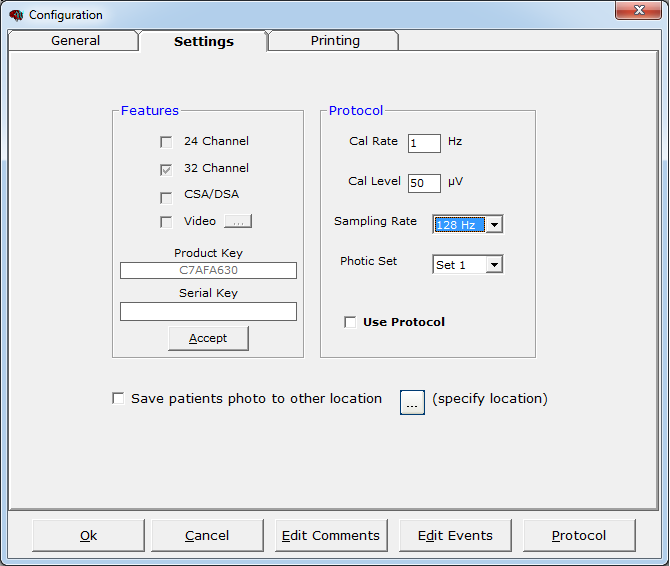 Configuration
General
Settings
Printing
Features
24 Channel
32 Channel
CSA/DSA
Video ...
Product Key
C7AFA630
Serial Key
Accept
Protocol
Cal Rate 1 Hz
Cal Level 50 µV
Sampling Rate 128 Hz
Photic Set Set 1
Use Protocol
Save patients photo to other location ... (specify location)
Ok
Cancel
Edit Comments
Edit Events
Protocol